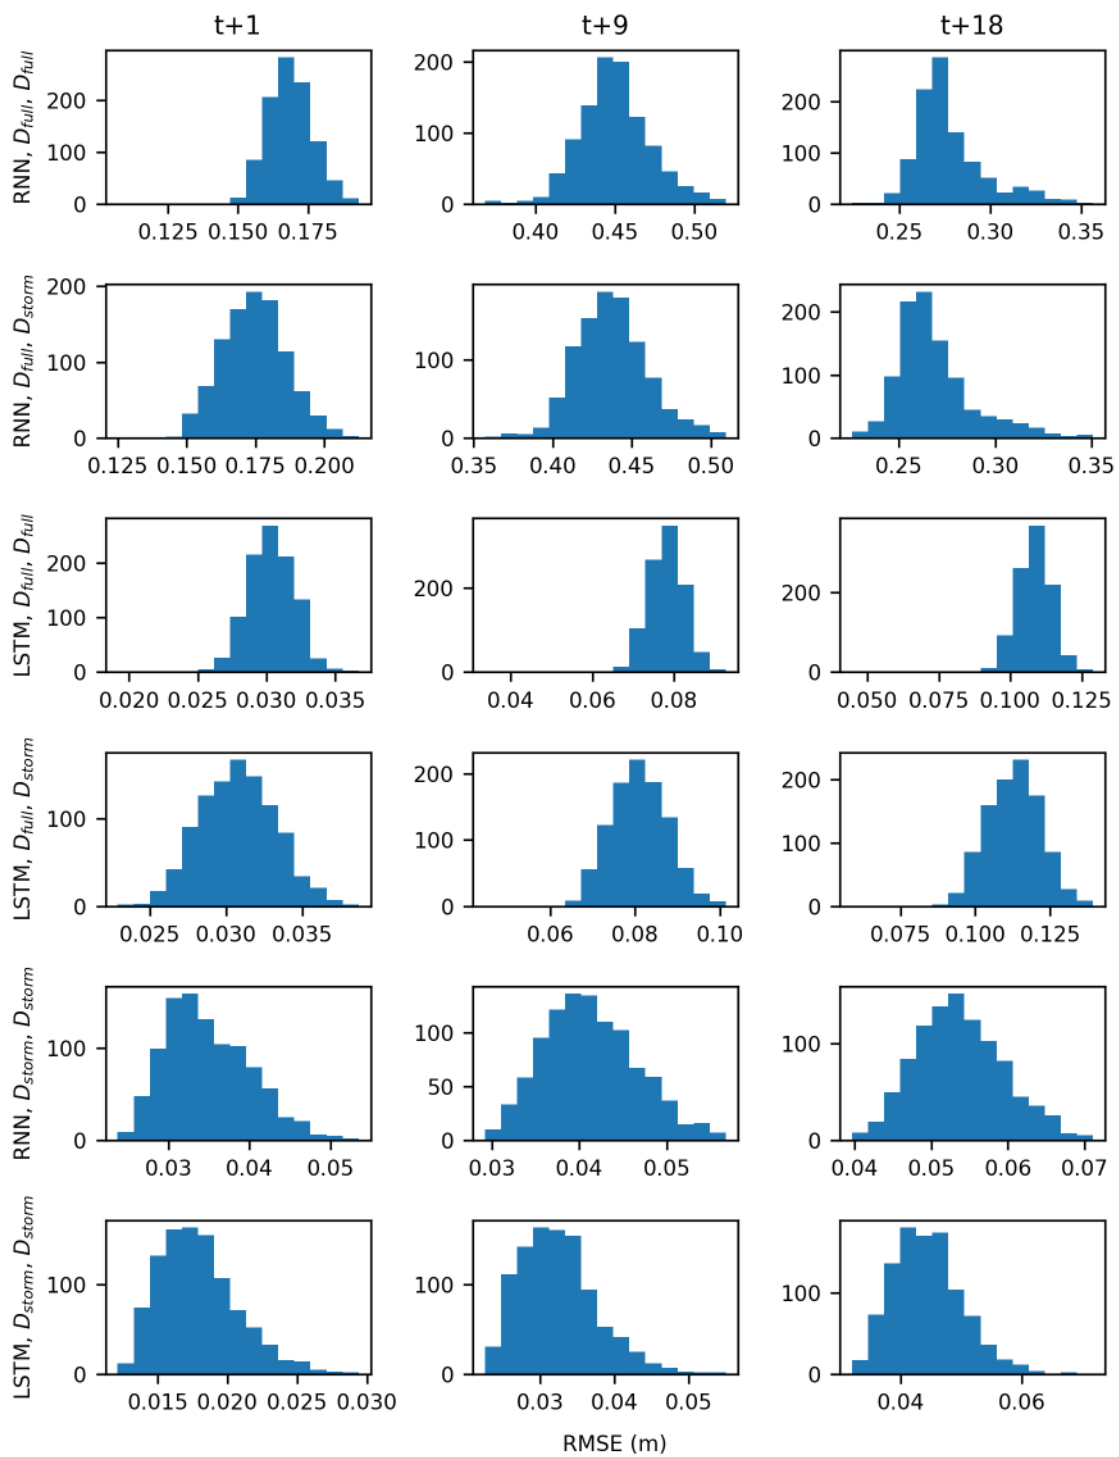 t+1 t+9 t+18
RNN, D_full, D_full
200
100
0
0.125 0.150 0.175
200
100
0
0.40 0.45 0.50
200
100
0
0.25 0.30 0.35
RNN, D_full, D_storm
200
100
0
0.125 0.150 0.175 0.200
100
0
0.35 0.40 0.45 0.50
200
100
0
0.25 0.30 0.35
LSTM, D_full, D_full
200
100
0
0.020 0.025 0.030 0.035
200
0
0.04 0.06 0.08
200
0
0.050 0.075 0.100 0.125
LSTM, D_full, D_storm
100
0
0.025 0.030 0.035
200
100
0
0.06 0.08 0.10
200
100
0
0.075 0.100 0.125
RNN, D_storm, D_storm
100
0
0.03 0.04 0.05
100
50
0
0.03 0.04 0.05
100
0
0.04 0.05 0.06 0.07
LSTM, D_storm, D_storm
100
0
0.015 0.020 0.025 0.030
100
0
0.03 0.04 0.05
100
0
0.04 0.06
RMSE (m)